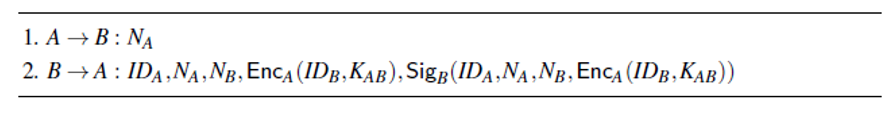 1. A → B : N_A
2. B → A : ID_A, N_A, N_B, Enc_A(ID_B, K_AB), Sig_B(ID_A, N_A, N_B, Enc_A(ID_B, K_AB))